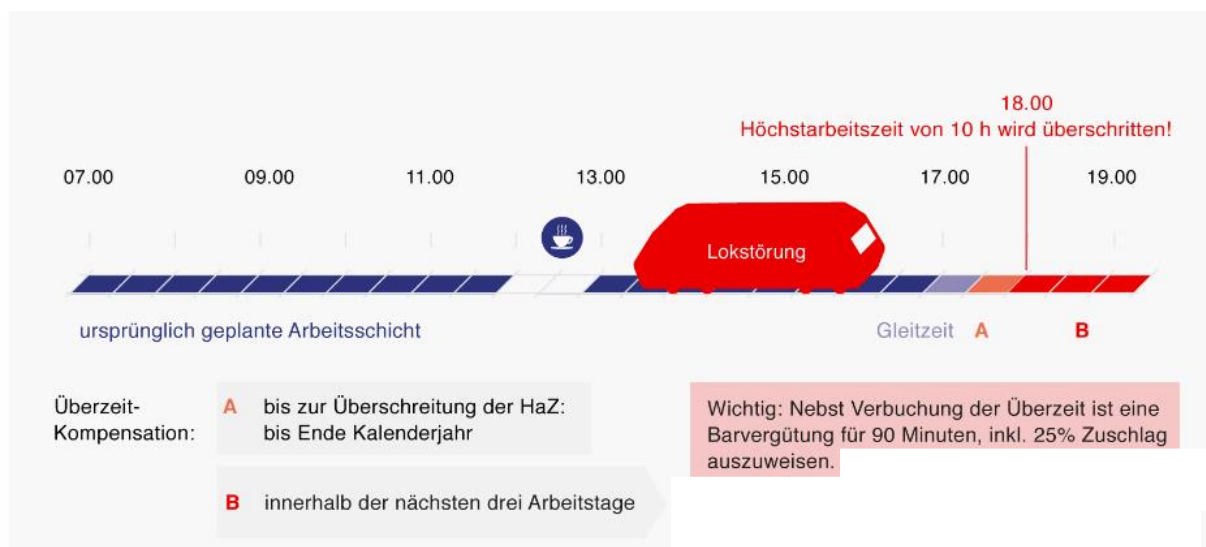 18.00
Höchstarbeitszeit von 10 h wird überschritten!
07.00 09.00 11.00 13.00 15.00 17.00 19.00
Lokstörung
ursprünglich geplante Arbeitsschicht
Gleitzeit A B
Überzeit-
Kompensation:
A bis zur Überschreitung der HaZ:
bis Ende Kalenderjahr
B innerhalb der nächsten drei Arbeitstage
Wichtig: Nebst Verbuchung der Überzeit ist eine
Barvergütung für 90 Minuten, inkl. 25% Zuschlag
auszuweisen.